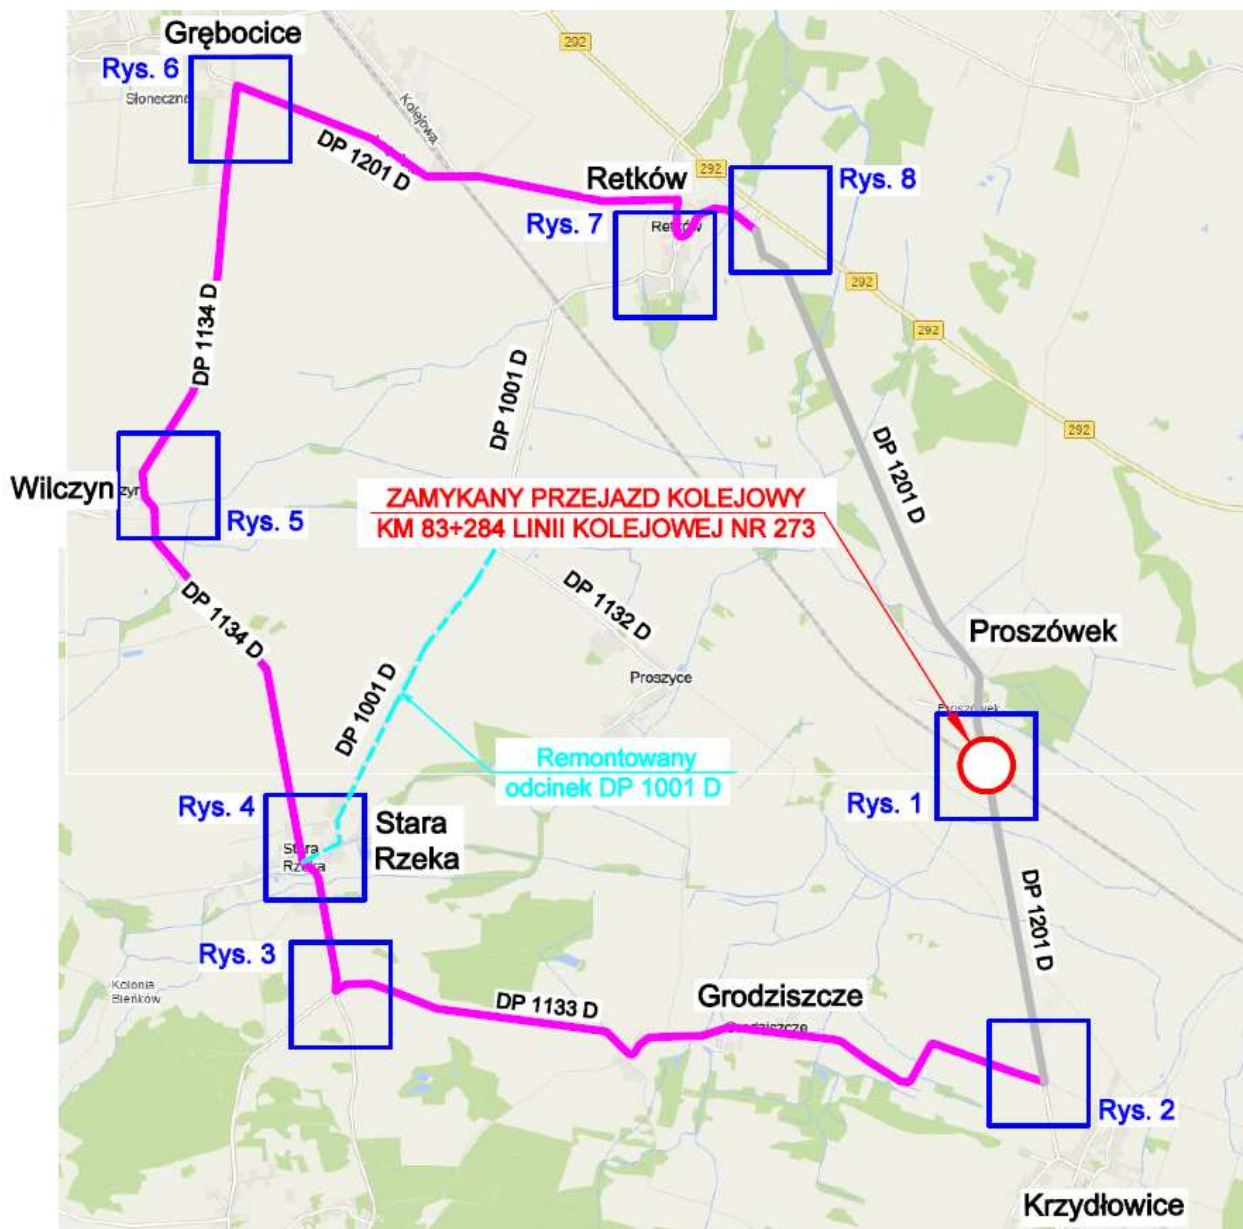 Grębocice
292
Rys. 6
Słoneczna
Kolejowa
DP 1201 D
292
Rys. 8
Retków
Rys. 7
Retków
292
DP 1134 D
292
DP 1001 D
292
DP 1201 D
Wilczyn
ZAMYKANY PRZEJAZD KOLEJOWY
KM 83+284 LINII KOLEJOWEJ NR 273
Rys. 5
DP 1134 D
DP 1132 D
Proszówek
Proszyce
DP 1001 D
Proszówek
Remontowany
odcinek DP 1001 D
Rys. 4
Rys. 1
Stara
Rzeka
Stara
Rzeka
DP 1201 D
Rys. 3
Kolonia
Bieńków
DP 1133 D
Grodziszcze
Grodziszcze
Rys. 2
Krzydłowice